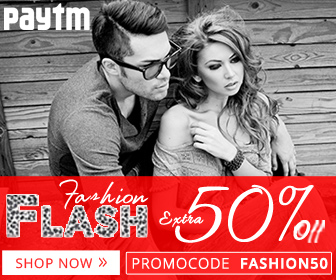 paytm
Fashion
FLASH
Extra 50% off
SHOP NOW »
PROMOCODE FASHION50